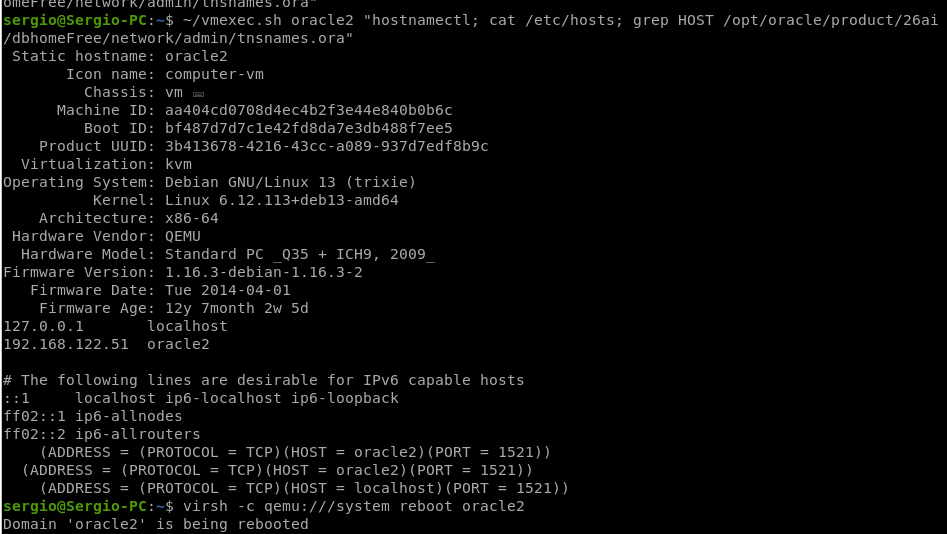 omeFree/network/admin/tnsnames.ora"
sergio@Sergio-PC:~$ ~/vmexec.sh oracle2 "hostnamectl; cat /etc/hosts; grep HOST /opt/oracle/product/26ai
/dbhomeFree/network/admin/tnsnames.ora"
 Static hostname: oracle2
       Icon name: computer-vm
         Chassis: vm 🖴
      Machine ID: aa404cd0708d4ec4b2f3e44e840b0b6c
         Boot ID: bf487d7d7c1e42fd8da7e3db488f7ee5
    Product UUID: 3b413678-4216-43cc-a089-937d7edf8b9c
  Virtualization: kvm
Operating System: Debian GNU/Linux 13 (trixie)
          Kernel: Linux 6.12.113+deb13-amd64
    Architecture: x86-64
 Hardware Vendor: QEMU
  Hardware Model: Standard PC _Q35 + ICH9, 2009_
Firmware Version: 1.16.3-debian-1.16.3-2
   Firmware Date: Tue 2014-04-01
    Firmware Age: 12y 7month 2w 5d
127.0.0.1       localhost
192.168.122.51  oracle2
# The following lines are desirable for IPv6 capable hosts
::1     localhost ip6-localhost ip6-loopback
ff02::1 ip6-allnodes
ff02::2 ip6-allrouters
    (ADDRESS = (PROTOCOL = TCP)(HOST = oracle2)(PORT = 1521))
  (ADDRESS = (PROTOCOL = TCP)(HOST = oracle2)(PORT = 1521))
    (ADDRESS = (PROTOCOL = TCP)(HOST = localhost)(PORT = 1521))
sergio@Sergio-PC:~$ virsh -c qemu:///system reboot oracle2
Domain 'oracle2' is being rebooted